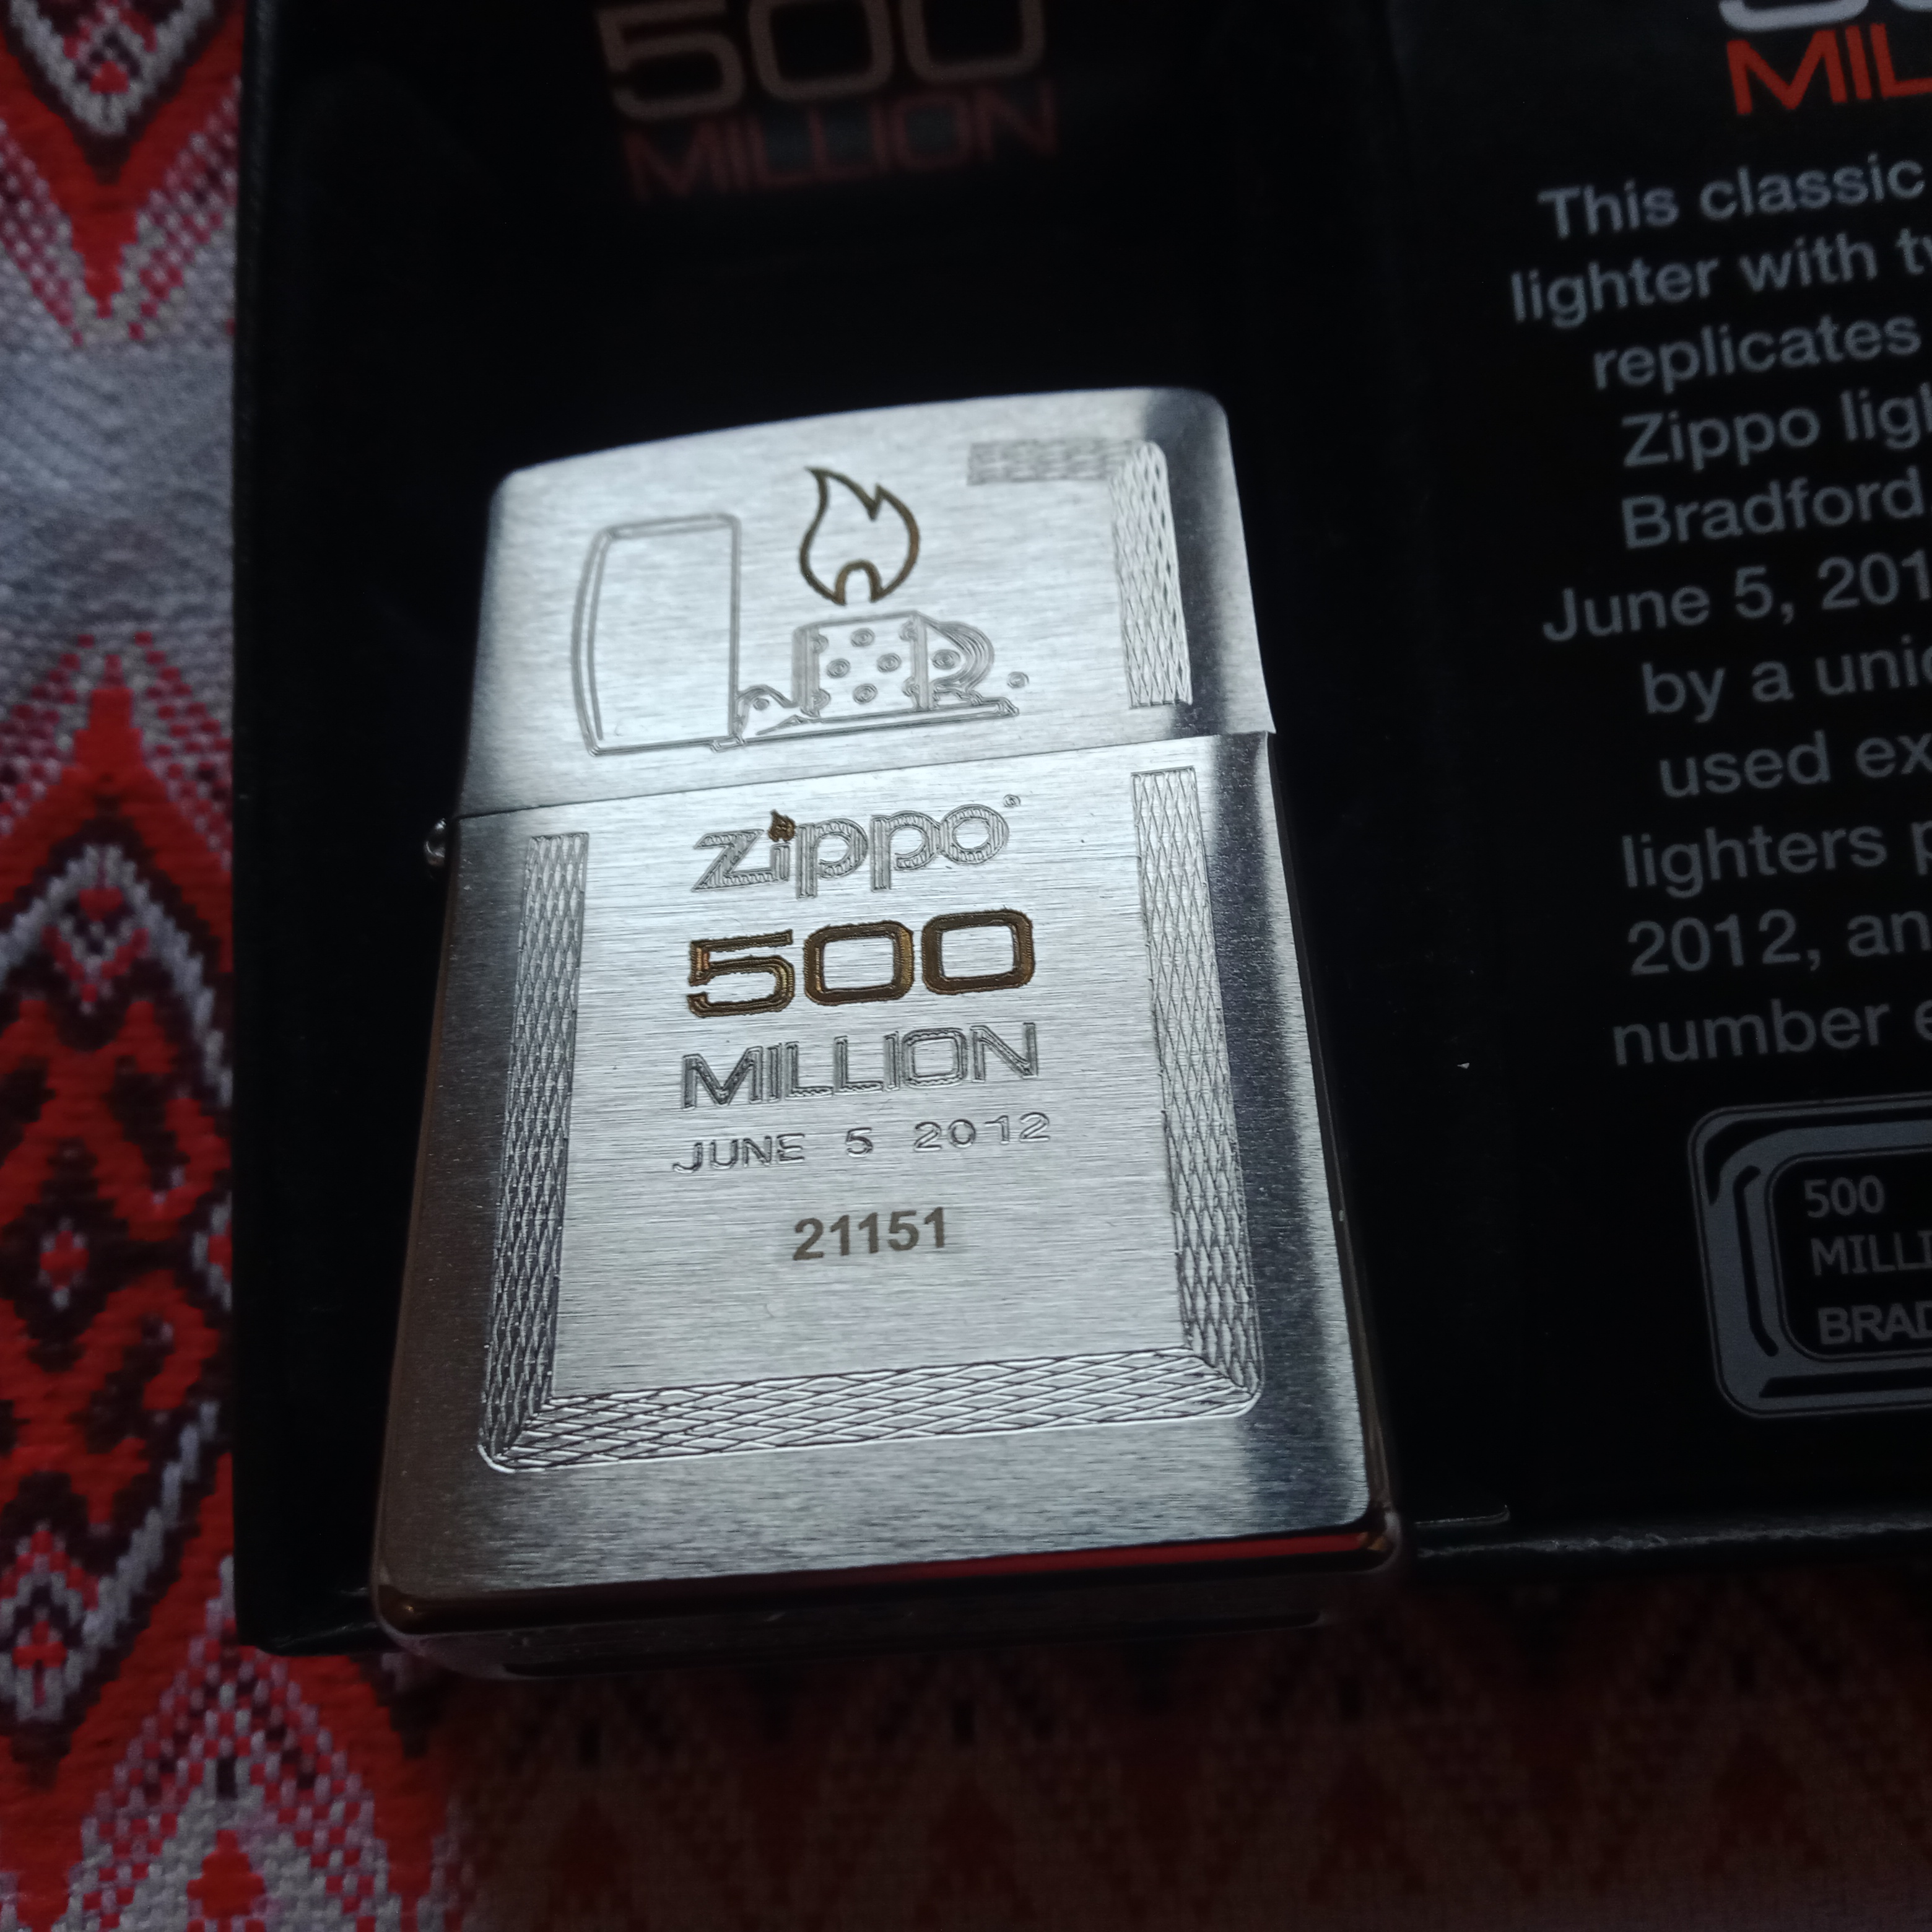 500
MILLION
zippo
500
MILLION
JUNE 5 2012
21151
This classic
lighter with
replicates
Zippo
Bradford
June 5,
by a
used
lighters
2012,
number
500